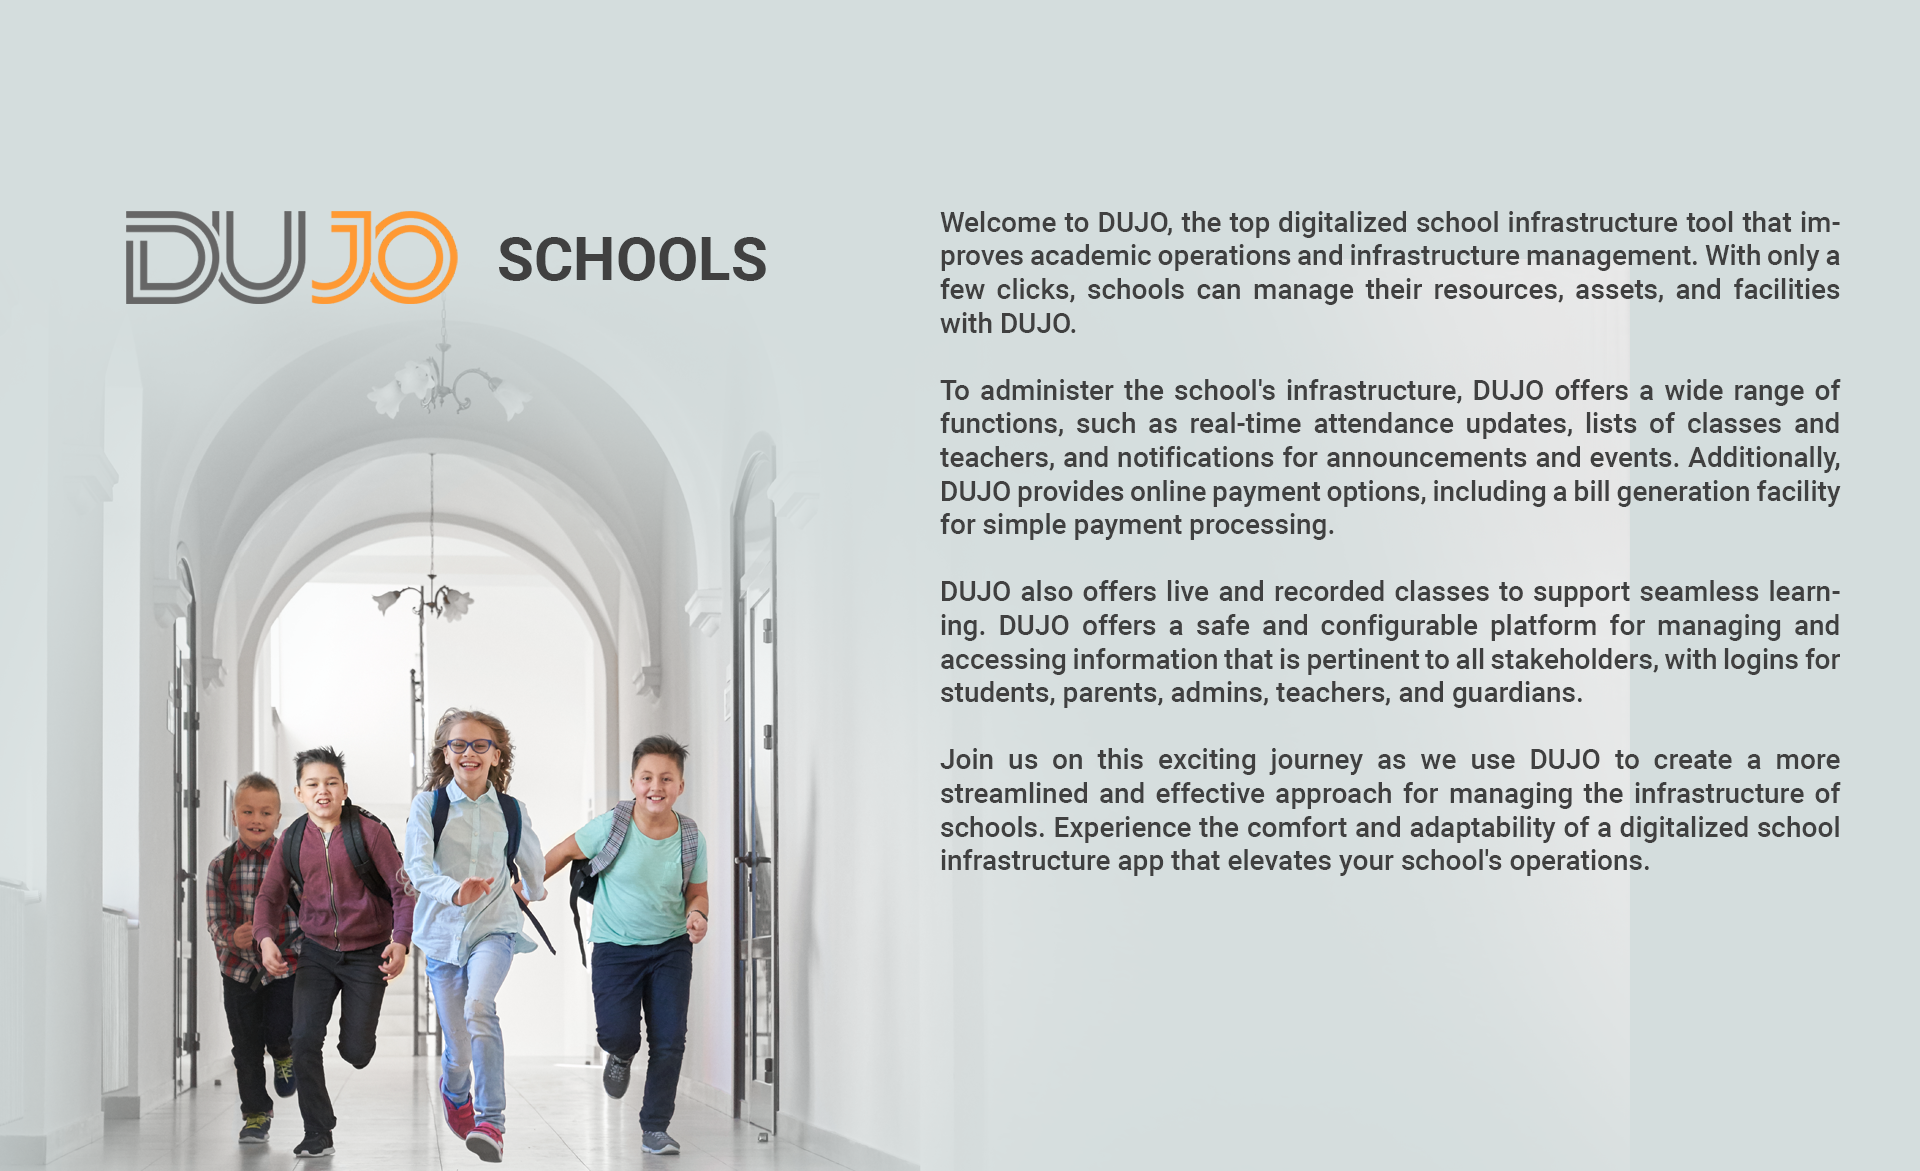 DUJO SCHOOLS
Welcome to DUJO, the top digitalized school infrastructure tool that im-
proves academic operations and infrastructure management. With only a
few clicks, schools can manage their resources, assets, and facilities
with DUJO.
To administer the school's infrastructure, DUJO offers a wide range of
functions, such as real-time attendance updates, lists of classes and
teachers, and notifications for announcements and events. Additionally,
DUJO provides online payment options, including a bill generation facility
for simple payment processing.
DUJO also offers live and recorded classes to support seamless learn-
ing. DUJO offers a safe and configurable platform for managing and
accessing information that is pertinent to all stakeholders, with logins for
students, parents, admins, teachers, and guardians.
Join us on this exciting journey as we use DUJO to create a more
streamlined and effective approach for managing the infrastructure of
schools. Experience the comfort and adaptability of a digitalized school
infrastructure app that elevates your school's operations.